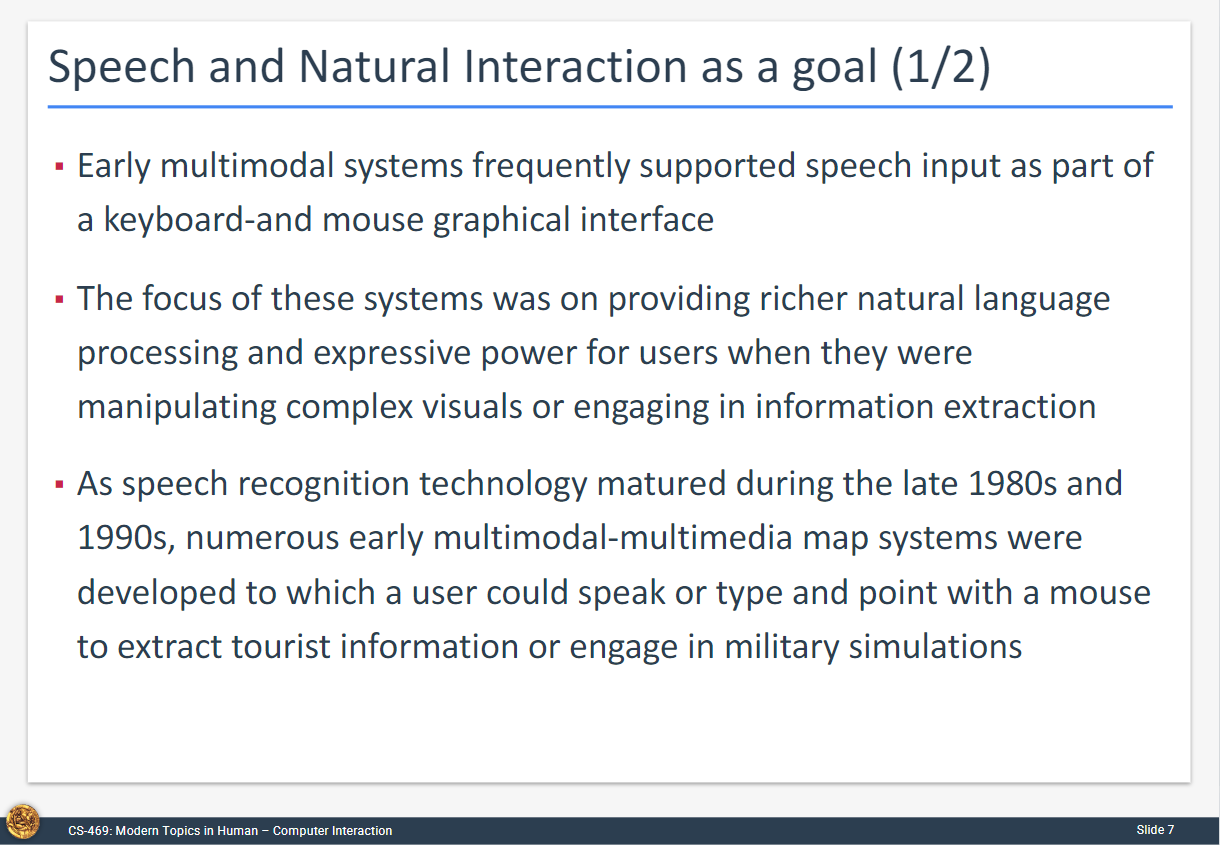 Speech and Natural Interaction as a goal (1/2)
▪ Early multimodal systems frequently supported speech input as part of
a keyboard-and mouse graphical interface
▪ The focus of these systems was on providing richer natural language
processing and expressive power for users when they were
manipulating complex visuals or engaging in information extraction
▪ As speech recognition technology matured during the late 1980s and
1990s, numerous early multimodal-multimedia map systems were
developed to which a user could speak or type and point with a mouse
to extract tourist information or engage in military simulations
CS-469: Modern Topics in Human – Computer Interaction
Slide 7